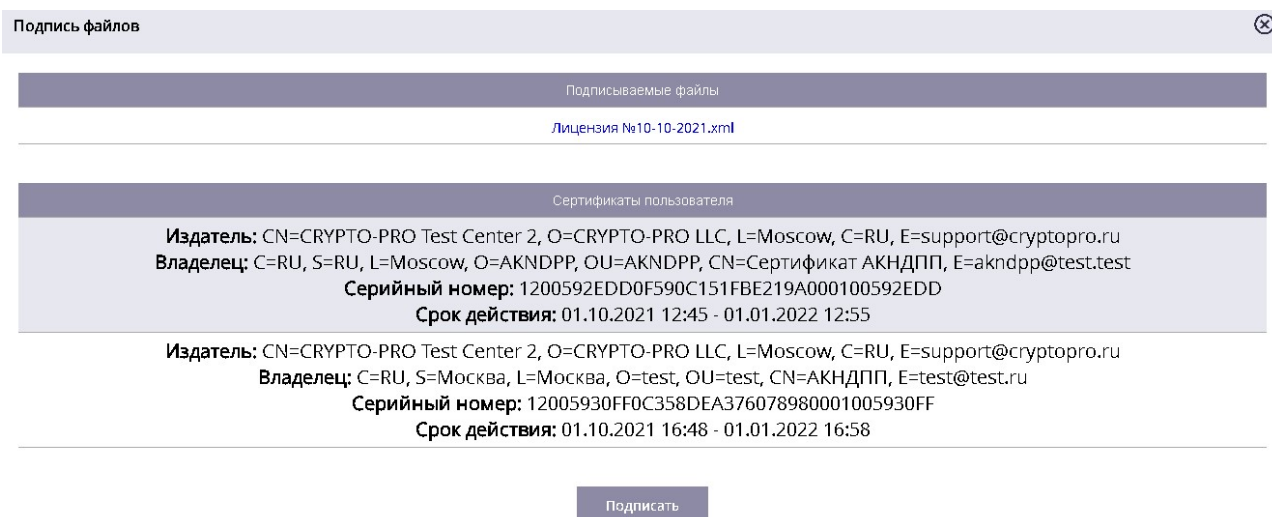 Подпись файлов
Подписываемые файлы
Лицензия №10-10-2021.xml
Сертификаты пользователя
Издатель: CN=CRYPTO-PRO Test Center 2, O=CRYPTO-PRO LLC, L=Moscow, C=RU, E=support@cryptopro.ru
Владелец: C=RU, S=RU, L=Moscow, O=AKNDPP, OU=AKNDPP, CN=Сертификат АКНДПП, E=akndpp@test.test
Серийный номер: 1200592EDD0F590C151FBE219A000100592EDD
Срок действия: 01.10.2021 12:45 - 01.01.2022 12:55
Издатель: CN=CRYPTO-PRO Test Center 2, O=CRYPTO-PRO LLC, L=Moscow, C=RU, E=support@cryptopro.ru
Владелец: C=RU, S=Москва, L=Москва, O=test, OU=test, CN=АКНДПП, E=test@test.ru
Серийный номер: 12005930FF0C358DEA376078980001005930FF
Срок действия: 01.10.2021 16:48 - 01.01.2022 16:58
Подписать